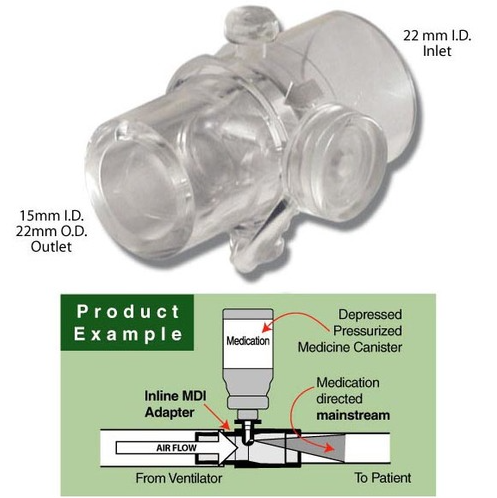 22 mm I.D.
Inlet
15mm I.D.
22mm O.D.
Outlet
Product
Example
Depressed
Pressurized
Medicine Canister
Medication
Medication
directed
mainstream
Inline MDI
Adapter
AIR FLOW
From Ventilator
To Patient